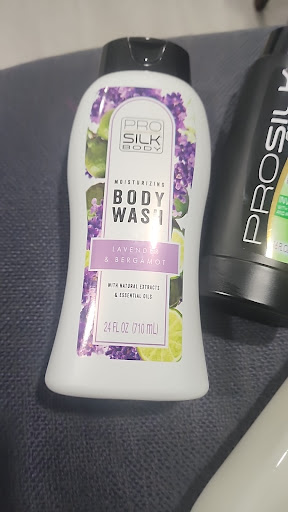 PRO
SILK
BODY
MOISTURIZING
BODY
WASH
LAVENDER
& BERGAMOT
WITH NATURAL EXTRACTS
& ESSENTIAL OILS
24 FL OZ (710 mL)
PROSILK